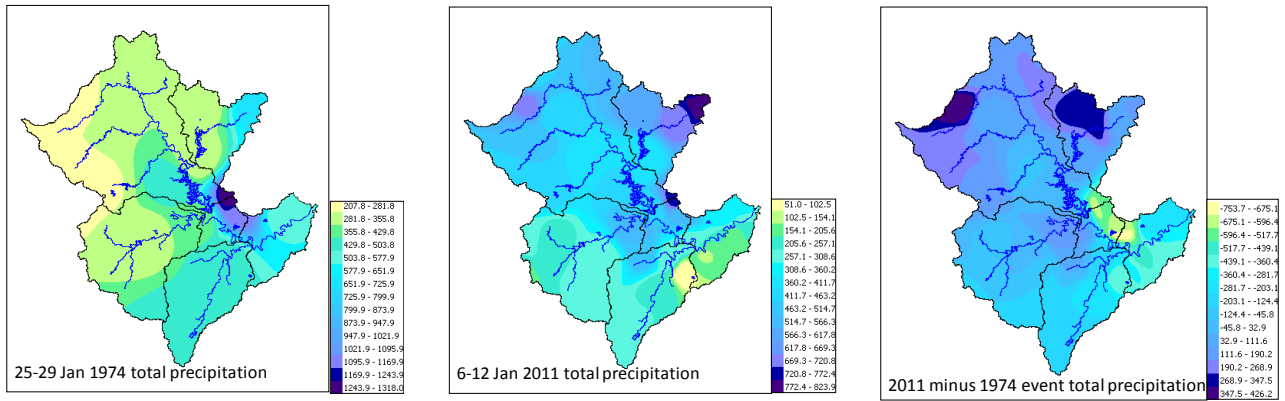 207.8 - 281.8
281.8 - 355.8
355.8 - 429.8
429.8 - 503.8
503.8 - 577.9
577.9 - 651.9
651.9 - 725.9
725.9 - 799.9
799.9 - 873.9
873.9 - 947.9
947.9 - 1021.9
1021.9 - 1095.9
1095.9 - 1169.9
1169.9 - 1243.9
1243.9 - 1318.0
25-29 Jan 1974 total precipitation
51.0 - 102.5
102.5 - 154.1
154.1 - 205.6
205.6 - 257.1
257.1 - 308.6
308.6 - 360.2
360.2 - 411.7
411.7 - 463.2
463.2 - 514.7
514.7 - 566.3
566.3 - 617.8
617.8 - 669.3
669.3 - 720.8
720.8 - 772.4
772.4 - 823.9
6-12 Jan 2011 total precipitation
-753.7 - -675.1
-675.1 - -596.4
-596.4 - -517.7
-517.7 - -439.1
-439.1 - -360.4
-360.4 - -281.7
-281.7 - -203.1
-203.1 - -124.4
-124.4 - -45.8
-45.8 - 32.9
32.9 - 111.6
111.6 - 190.2
190.2 - 268.9
268.9 - 347.5
347.5 - 426.2
2011 minus 1974 event total precipitation